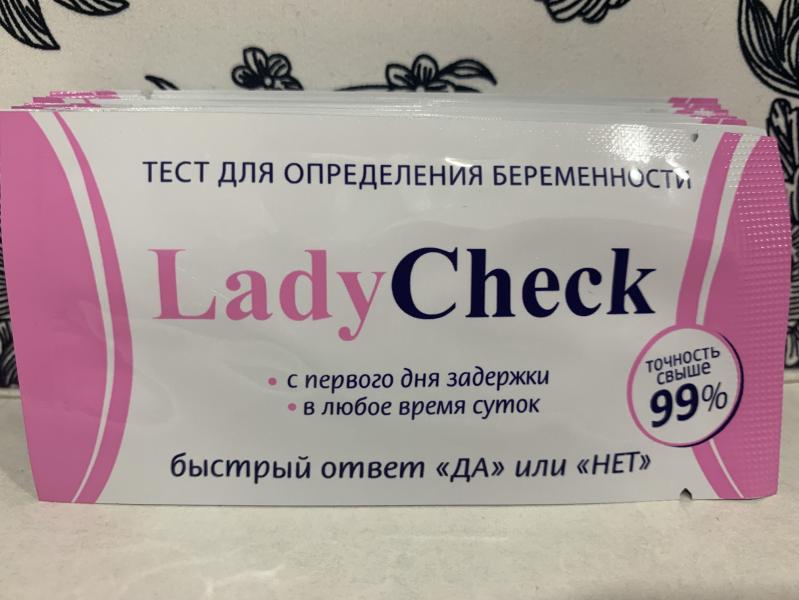 ТЕСТ ДЛЯ ОПРЕДЕЛЕНИЯ БЕРЕМЕННОСТИ
LadyCheck
• с первого дня задержки
• в любое время суток
точность
свыше
99%
быстрый ответ «ДА» или «НЕТ»